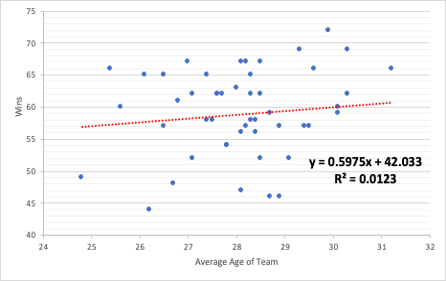 75
70
65
60
55
50
45
40
Wins
y = 0.5975x + 42.033
R² = 0.0123
24 25 26 27 28 29 30 31 32
Average Age of Team